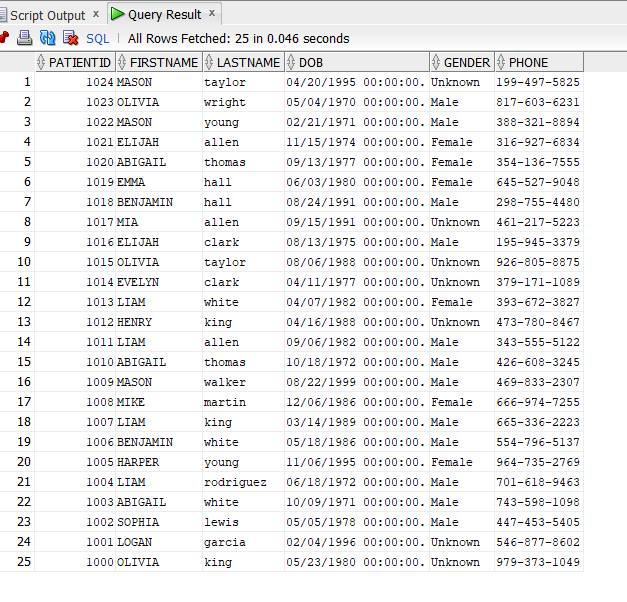 Script Output × Query Result ×
SQL | All Rows Fetched: 25 in 0.046 seconds
PATIENTID FIRSTNAME LASTNAME DOB GENDER PHONE
1 1024 MASON taylor 04/20/1995 00:00:00. Unknown 199-497-5825
2 1023 OLIVIA wright 05/04/1970 00:00:00. Male 817-603-6231
3 1022 MASON young 02/21/1971 00:00:00. Male 388-321-8894
4 1021 ELIJAH allen 11/15/1974 00:00:00. Female 316-927-6834
5 1020 ABIGAIL thomas 09/13/1977 00:00:00. Female 354-136-7555
6 1019 EMMA hall 06/03/1980 00:00:00. Female 645-527-9048
7 1018 BENJAMIN hall 08/24/1991 00:00:00. Male 298-755-4480
8 1017 MIA allen 09/15/1991 00:00:00. Unknown 461-217-5223
9 1016 ELIJAH clark 08/13/1975 00:00:00. Male 195-945-3379
10 1015 OLIVIA taylor 08/06/1988 00:00:00. Unknown 926-805-8875
11 1014 EVELYN clark 04/11/1977 00:00:00. Unknown 379-171-1089
12 1013 LIAM white 04/07/1982 00:00:00. Female 393-672-3827
13 1012 HENRY king 04/16/1988 00:00:00. Unknown 473-780-8467
14 1011 LIAM allen 09/06/1982 00:00:00. Male 343-555-5122
15 1010 ABIGAIL thomas 10/18/1972 00:00:00. Male 426-608-3245
16 1009 MASON walker 08/22/1999 00:00:00. Male 469-833-2307
17 1008 MIKE martin 12/06/1986 00:00:00. Female 666-974-7255
18 1007 LIAM king 03/14/1989 00:00:00. Male 665-336-2223
19 1006 BENJAMIN white 05/18/1986 00:00:00. Male 554-796-5137
20 1005 HARPER young 11/06/1995 00:00:00. Female 964-735-2769
21 1004 LIAM rodriguez 06/18/1972 00:00:00. Male 701-618-9463
22 1003 ABIGAIL white 10/09/1971 00:00:00. Male 743-598-1098
23 1002 SOPHIA lewis 05/05/1978 00:00:00. Male 447-453-5405
24 1001 LOGAN garcia 02/04/1996 00:00:00. Unknown 546-877-8602
25 1000 OLIVIA king 05/23/1980 00:00:00. Unknown 979-373-1049